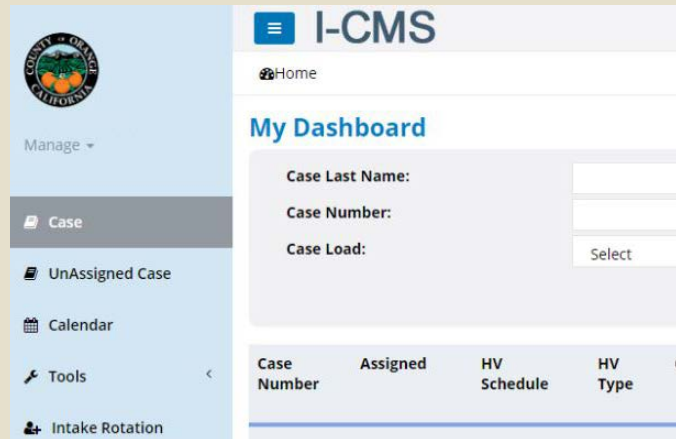 COUNTY OF ORANGE
CALIFORNIA
I-CMS
Home
Manage
My Dashboard
Case Last Name:
Case Number:
Case Load:
Select
Case
UnAssigned Case
Calendar
Tools
Intake Rotation
Case Number
Assigned
HV Schedule
HV Type